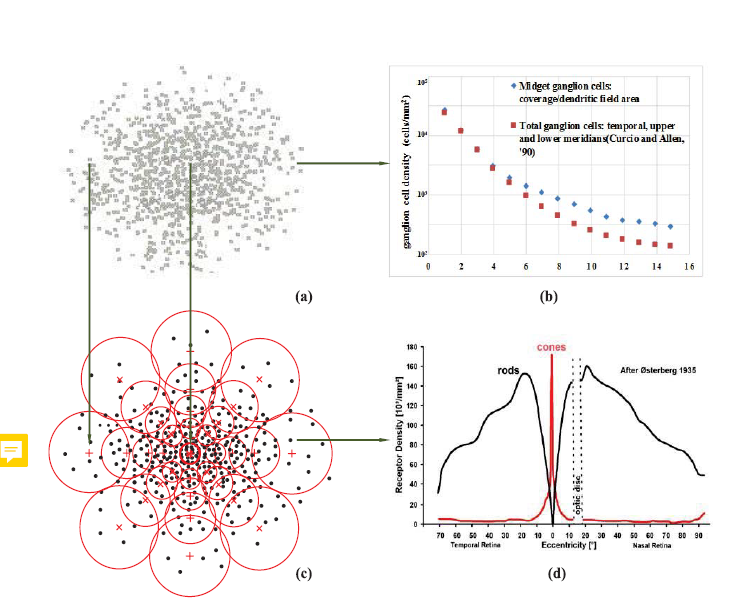 10⁵
10⁴
10³
10²
ganglion cell density (cells/mm²)
Midget ganglion cells:
coverage/dendritic field area
Total ganglion cells: temporal, upper
and lower meridians(Curcio and Allen,
'90)
0 2 4 6 8 10 12 14 16
(a)
(b)
180
160
140
120
100
80
60
40
20
0
Receptor Density [10³/mm²]
cones
rods
After Østerberg 1935
optic disc
70 60 50 40 30 20 10 0 10 20 30 40 50 60 70 80 90
Temporal Retina
Eccentricity [°]
Nasal Retina
(c)
(d)